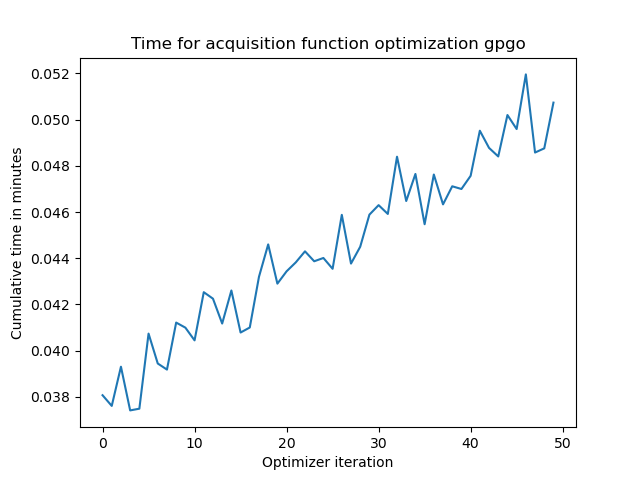 Time for acquisition function optimization gpgo
0.052
0.050
0.048
0.046
0.044
0.042
0.040
0.038
Cumulative time in minutes
0 10 20 30 40 50
Optimizer iteration